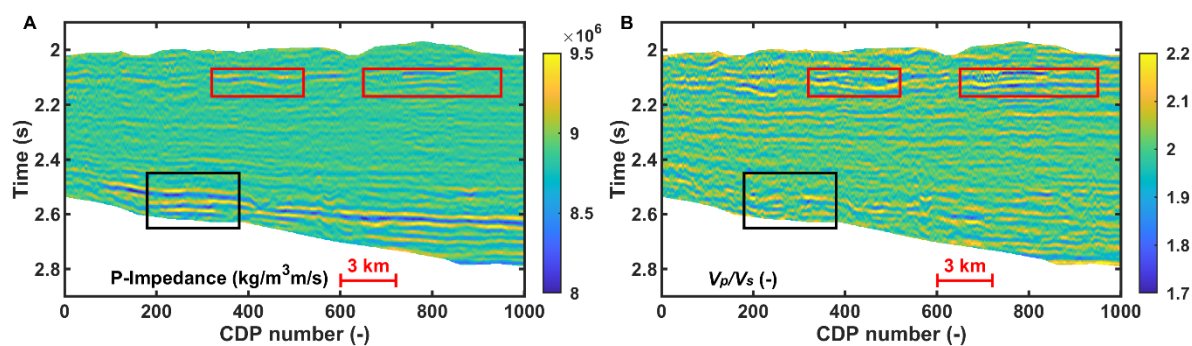 A
× 10⁶
2
2.2
2.4
2.6
2.8
Time (s)
P-Impedance (kg/m³m/s)
3 km
0 200 400 600 800 1000
CDP number (-)
9.5
9
8.5
8
B
2
2.2
2.4
2.6
2.8
Time (s)
Vp/Vs (-)
3 km
0 200 400 600 800 1000
CDP number (-)
2.2
2.1
2
1.9
1.8
1.7